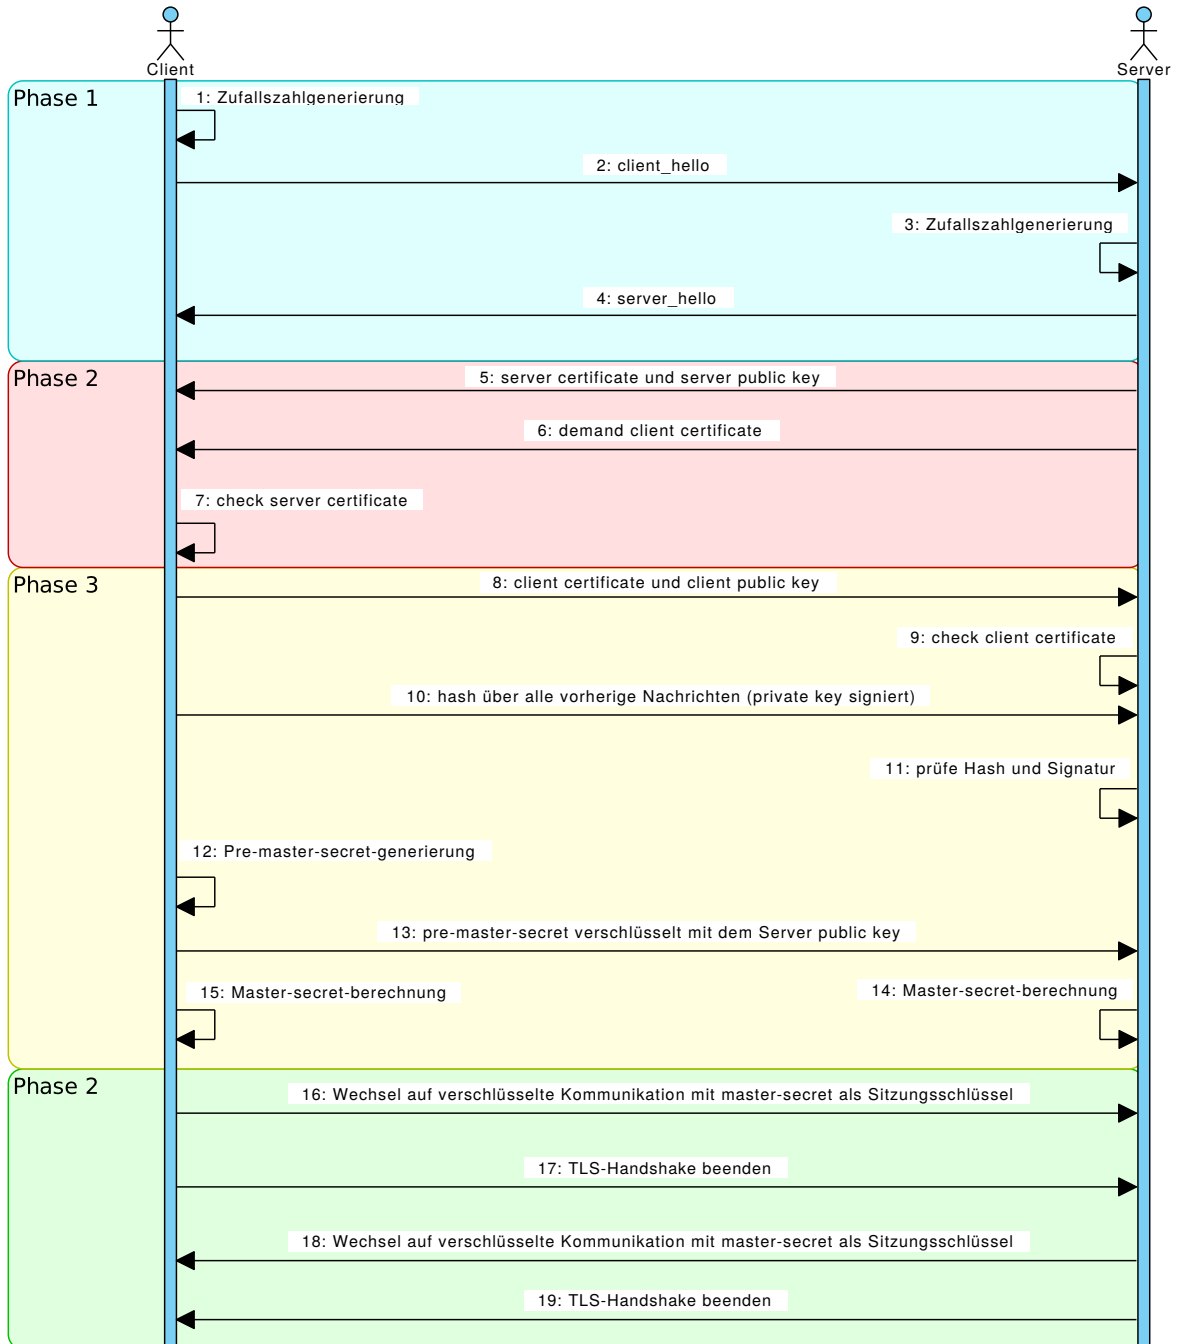 Client
Server
Phase 1
1: Zufallszahlgenerierung
2: client_hello
3: Zufallszahlgenerierung
4: server_hello
Phase 2
5: server certificate und server public key
6: demand client certificate
7: check server certificate
Phase 3
8: client certificate und client public key
9: check client certificate
10: hash über alle vorherige Nachrichten (private key signiert)
11: prüfe Hash und Signatur
12: Pre-master-secret-generierung
13: pre-master-secret verschlüsselt mit dem Server public key
15: Master-secret-berechnung
14: Master-secret-berechnung
Phase 2
16: Wechsel auf verschlüsselte Kommunikation mit master-secret als Sitzungsschlüssel
17: TLS-Handshake beenden
18: Wechsel auf verschlüsselte Kommunikation mit master-secret als Sitzungsschlüssel
19: TLS-Handshake beenden